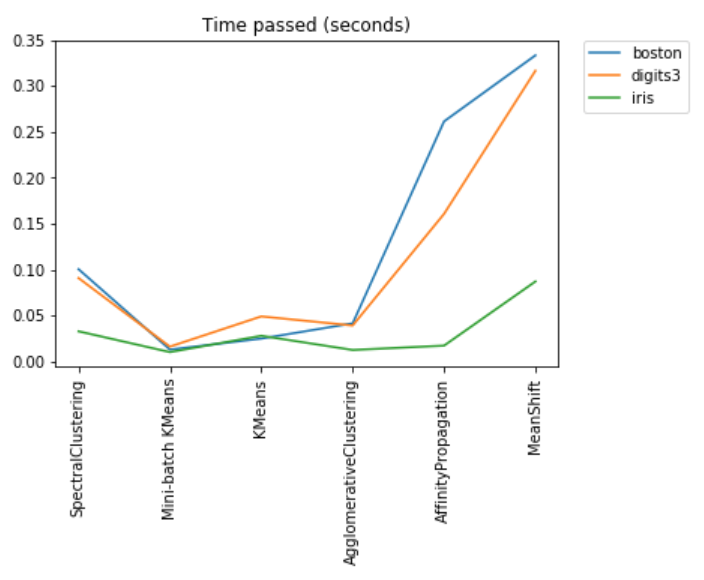 Time passed (seconds)
boston
digits3
iris
0.35
0.30
0.25
0.20
0.15
0.10
0.05
0.00
SpectralClustering
Mini-batch KMeans
KMeans
AgglomerativeClustering
AffinityPropagation
MeanShift